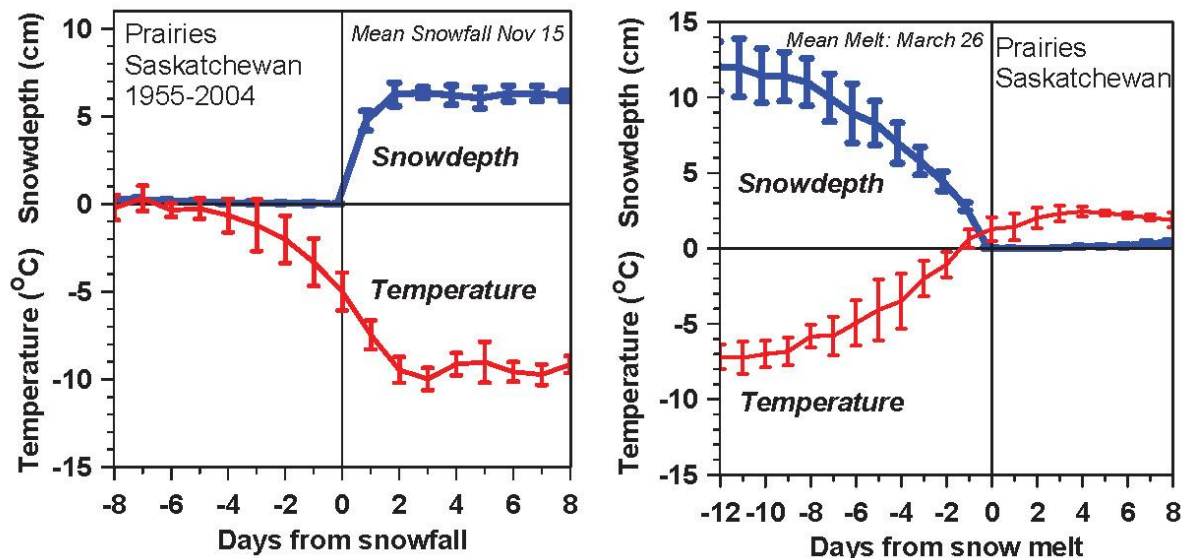 Snowdepth (cm)
Temperature (°C)
10
5
0
-5
-10
-15
Prairies
Saskatchewan
1955-2004
Mean Snowfall Nov 15
Snowdepth
Temperature
-8 -6 -4 -2 0 2 4 6 8
Days from snowfall
Snowdepth (cm)
Temperature (°C)
15
10
5
0
-5
-10
-15
Mean Melt: March 26
Prairies
Saskatchewan
Snowdepth
Temperature
-12 -10 -8 -6 -4 -2 0 2 4 6 8
Days from snow melt